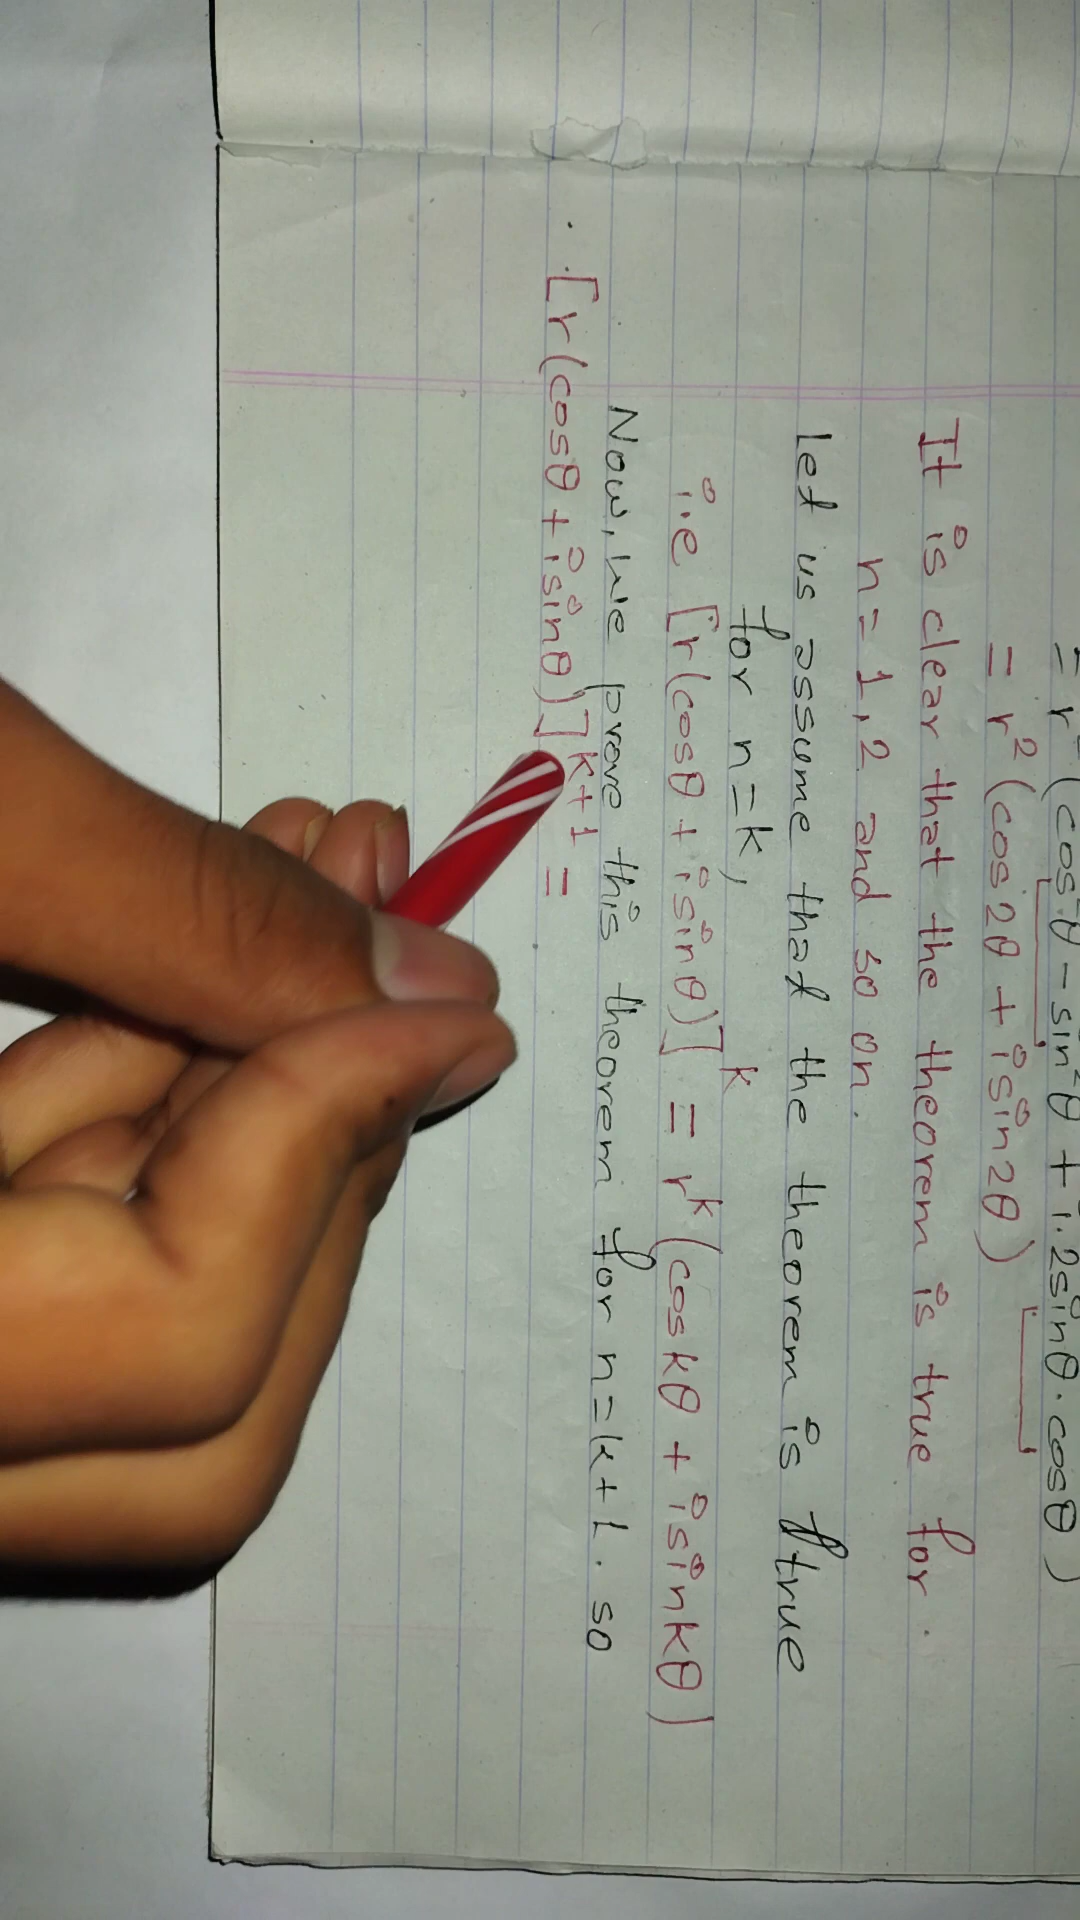 = r² (cos²θ - sin²θ + i.2sinθ.cosθ)
= r² (cos2θ + isin2θ)
It is clear that the theorem is true for.
n = 1,2 and so on.
Let us assume that the theorem is true
for n=k,
i.e [r(cosθ + isinθ)]ᵏ = rᵏ(coskθ + isinkθ)
Now, we prove this theorem for n=k+1. so
[r(cosθ + isinθ)]ᵏ⁺¹ =